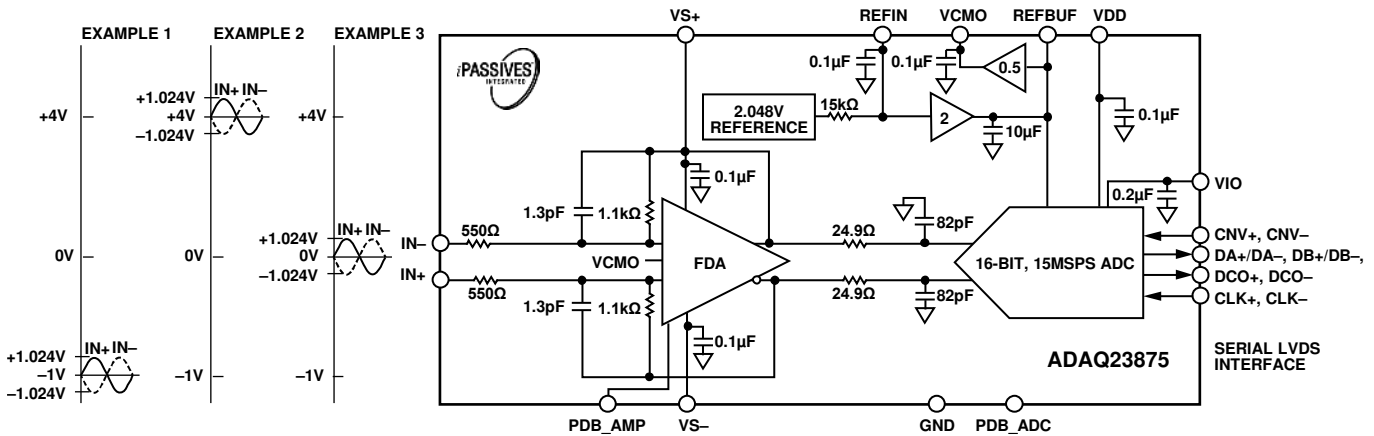 VS+ REFIN VCMO REFBUF VDD
EXAMPLE 1 EXAMPLE 2 EXAMPLE 3
iPASSIVES
INTEGRATED
0.1µF 0.1µF 0.5
+1.024V IN+ IN–
+4V +4V +4V
–1.024V
2.048V
REFERENCE
15kΩ
2
10µF
0.1µF
0.1µF
VIO
0.2µF
1.3pF 1.1kΩ
82pF
+1.024V IN+ IN–
0V 0V 0V
–1.024V
IN– 550Ω
24.9Ω
CNV+, CNV–
VCMO FDA
16-BIT, 15MSPS ADC
DA+/DA–, DB+/DB–,
DCO+, DCO–
IN+
550Ω
24.9Ω
CLK+, CLK–
1.3pF 1.1kΩ
82pF
0.1µF
+1.024V IN+ IN–
–1V –1V –1V
–1.024V
ADAQ23875
SERIAL LVDS
INTERFACE
PDB_AMP VS– GND PDB_ADC